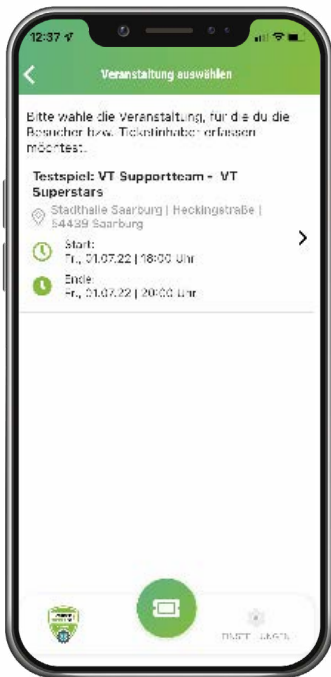 12:37
Veranstaltung auswählen
Bitte wähle die Veranstaltung, für die du die
Besucher bzw. Ticketinhaber erfassen
möchtest.
Testspiel: VT Supportteam - VT
Superstars
Stadthalle Saarburg | Heckingstraße |
54439 Saarburg
Start:
Fr., 01.07.22 | 18:00 Uhr
Ende:
Fr., 01.07.22 | 20:00 Uhr
EINSTELLUNGEN